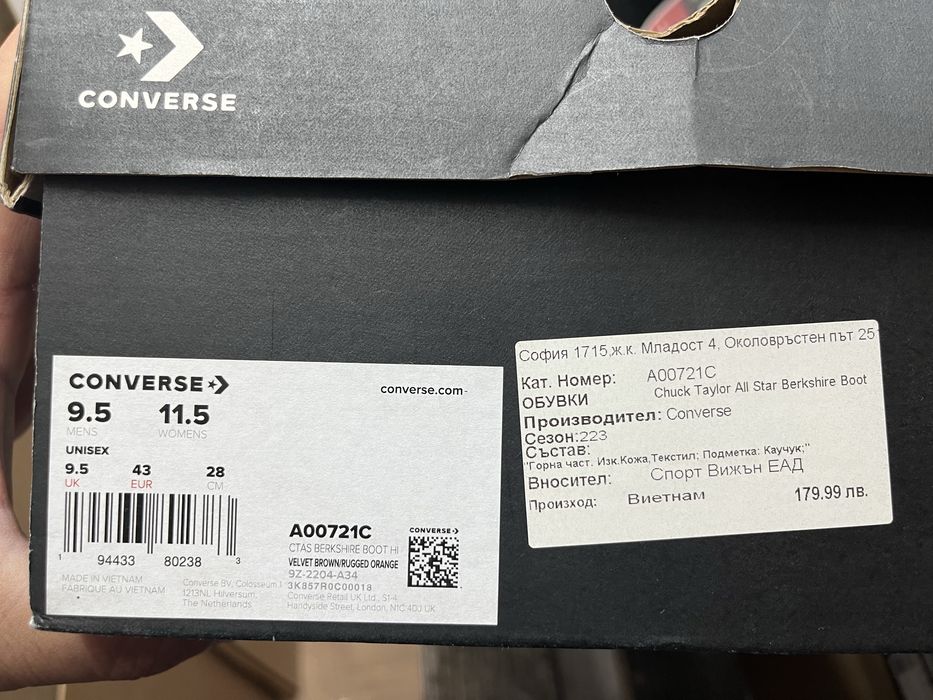 CONVERSE
CONVERSE
converse.com
9.5 11.5
MENS WOMENS
UNISEX
9.5 43 28
UK EUR CM
1 94433 80238 3
MADE IN VIETNAM
FABRIQUE AU VIETNAM
Converse BV, Colosseum 1
1213NL Hilversum,
The Netherlands
A00721C
CTAS BERKSHIRE BOOT HI
VELVET BROWN/RUGGED ORANGE
9Z-2204-A34
3K857R0C00018
Converse Retail UK Ltd., S1-4
Handyside Street, London, N1C 4DJ UK
CONVERSE
София 1715,ж.к. Младост 4, Околовръстен път 25
Кат. Номер: A00721C
ОБУВКИ Chuck Taylor All Star Berkshire Boot
Производител: Converse
Сезон:223
Състав:
"Горна част. Изк.Кожа,Текстил; Подметка: Каучук;"
Вносител: Спорт Вижън ЕАД
Произход: Виетнам 179.99 лв.